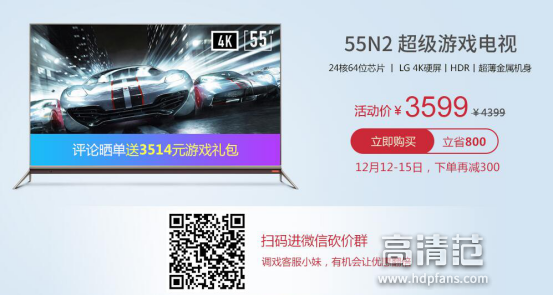 4K 55"
评论晒单送3514元游戏礼包
55N2 超级游戏电视
24核64位芯片 | LG 4K硬屏 | HDR | 超薄金属机身
活动价¥3599 ¥4399
立即购买 立省800
12月12-15日，下单再减300
扫码进微信砍价群
调戏客服小妹，有机会让优惠
高清范
www.hdpfans.com